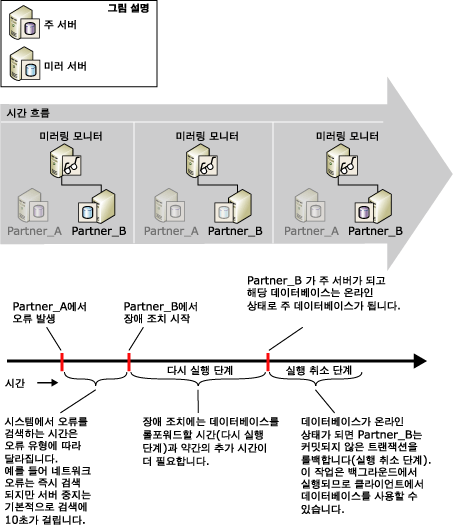 그림 설명
주 서버
미러 서버
시간 흐름
미러링 모니터
미러링 모니터
미러링 모니터
Partner_A
Partner_B
Partner_A
Partner_B
Partner_A
Partner_B
Partner_B 가 주 서버가 되고
해당 데이터베이스는 온라인
상태로 주 데이터베이스가 됩니다.
Partner_A에서
오류 발생
Partner_B에서
장애 조치 시작
시간
다시 실행 단계
실행 취소 단계
시스템에서 오류를
검색하는 시간은
오류 유형에 따라
달라집니다.
예를 들어 네트워크
오류는 즉시 검색
되지만 서버 중지는
기본적으로 검색에
10초가 걸립니다.
장애 조치에는 데이터베이스를
롤포워드할 시간(다시 실행
단계)과 약간의 추가 시간이
더 필요합니다.
데이터베이스가 온라인
상태가 되면 Partner_B는
커밋되지 않은 트랜잭션을
롤백합니다(실행 취소 단계).
이 작업은 백그라운드에서
실행되므로 클라이언트에서
데이터베이스를 사용할 수
있습니다.